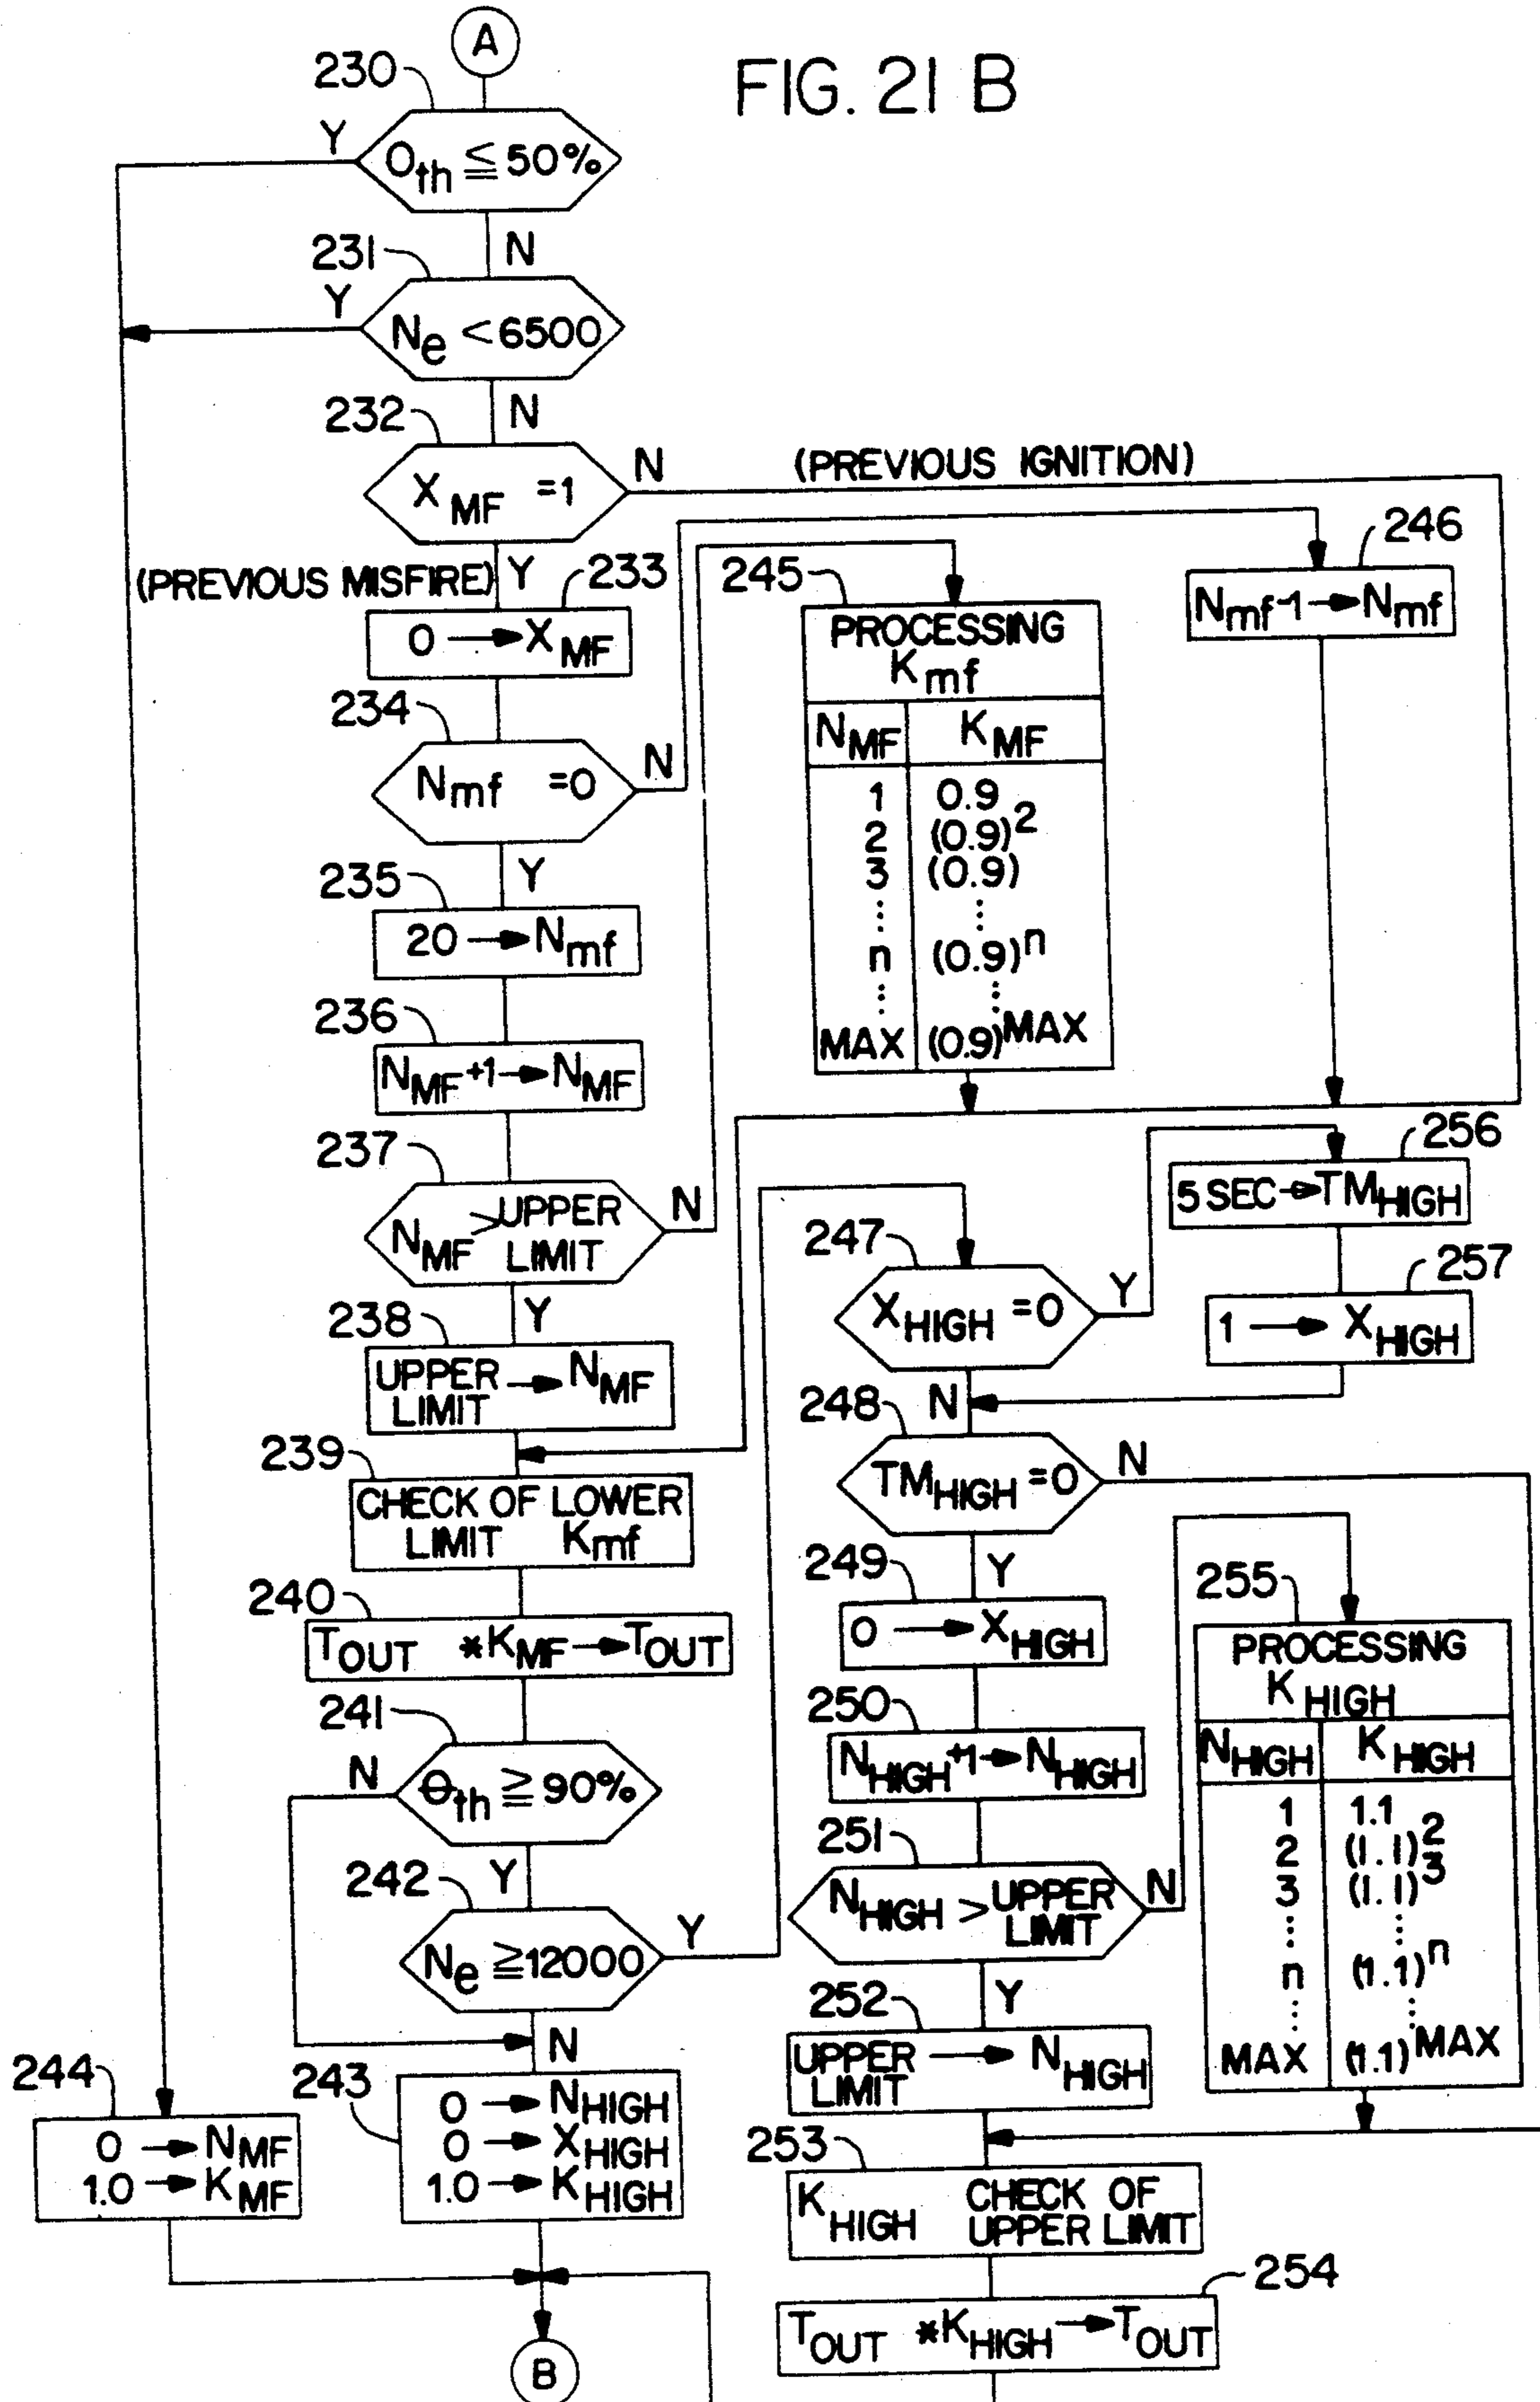 A
FIG. 21 B
230
Y
Oth ≦ 50%
N
231
Y
Ne < 6500
N
232
XMF =1
N
(PREVIOUS IGNITION)
(PREVIOUS MISFIRE)
Y
233
0 → XMF
234
Nmf =0
N
Y
235
20 → Nmf
236
NMF+1 → NMF
237
NMF > UPPER
LIMIT
N
Y
238
UPPER
LIMIT → NMF
239
CHECK OF LOWER
LIMIT Kmf
240
TOUT *KMF → TOUT
241
N
θth ≧ 90%
Y
242
Ne ≧12000
Y
N
243
0 → NHIGH
0 → XHIGH
1.0 → KHIGH
244
0 → NMF
1.0 → KMF
B
245
PROCESSING
Kmf
NMF KMF
1 0.9
2 (0.9)2
3 (0.9)
⋮ ⋮
n (0.9)n
⋮ ⋮
MAX (0.9)MAX
246
Nmf-1 → Nmf
247
XHIGH =0
Y
N
256
5 SEC → TMHIGH
257
1 → XHIGH
248
TMHIGH =0
N
Y
249
0 → XHIGH
250
NHIGH+1 → NHIGH
251
NHIGH > UPPER
LIMIT
N
Y
252
UPPER
LIMIT → NHIGH
253
KHIGH CHECK OF
UPPER LIMIT
254
TOUT *KHIGH → TOUT
255
PROCESSING
KHIGH
NHIGH KHIGH
1 1.1
2 (1.1)2
3 (1.1)3
⋮ ⋮
n (1.1)n
⋮ ⋮
MAX (1.1)MAX